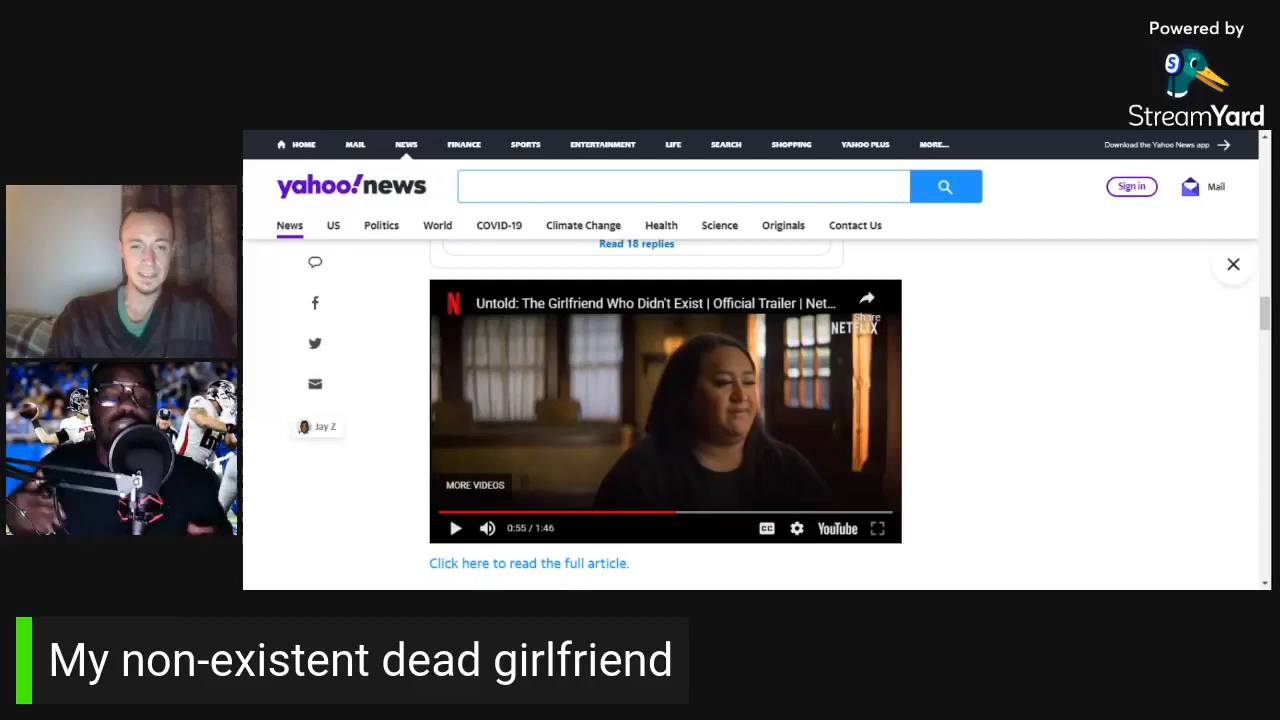 Powered by
S
StreamYard
HOME MAIL NEWS FINANCE SPORTS ENTERTAINMENT LIFE SEARCH SHOPPING YAHOO PLUS MORE... Download the Yahoo News app
yahoo!news
Sign in
Mail
News US Politics World COVID-19 Climate Change Health Science Originals Contact Us
Read 18 replies
Untold: The Girlfriend Who Didn't Exist | Official Trailer | Net...
Share
NETFLIX
Jay Z
MORE VIDEOS
0:55 / 1:46
CC
YouTube
Click here to read the full article.
My non-existent dead girlfriend